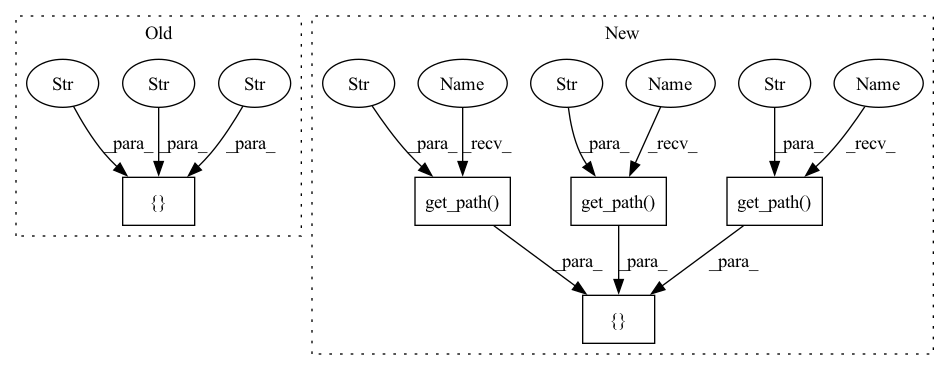 Old
New
Str
Str
Str
Str
Name
Str
Name
Str
Name
_para_
_para_
_para_
_para_
_recv_
_para_
_recv_
_para_
_recv_
{}
get_path()
get_path()
get_path()
_para_
_para_
_para_
{}